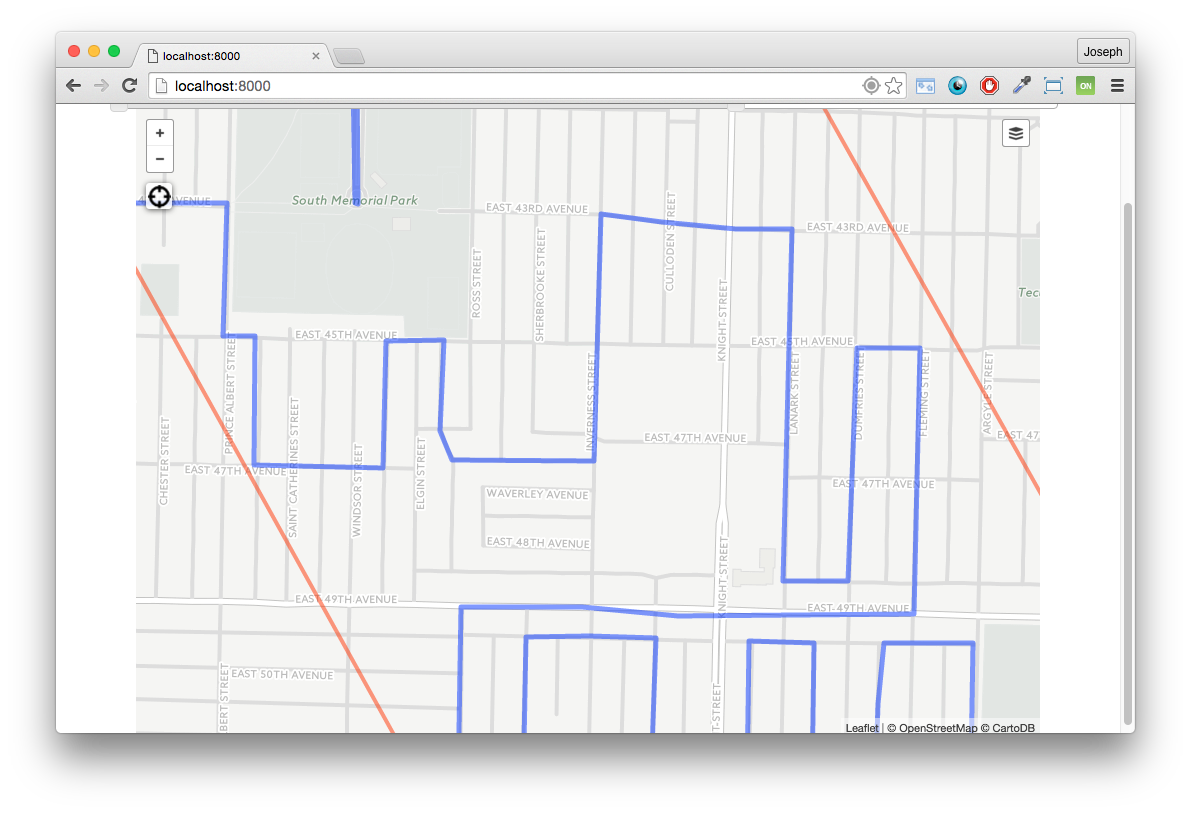 localhost:8000
Joseph
localhost:8000
ON
+
−
South Memorial Park
AVENUE
EAST 43RD AVENUE
EAST 43RD AVENUE
CULLODEN STREET
ROSS STREET
SHERBROOKE STREET
KNIGHT STREET
EAST 45TH AVENUE
EAST 45TH AVENUE
PRINCE ALBERT STREET
INVERNESS STREET
LANARK STREET
DUMFRIES STREET
FLEMING STREET
ARGYLE STREET
CHESTER STREET
SAINT CATHERINES STREET
WINDSOR STREET
ELGIN STREET
EAST 47TH AVENUE
EAST 47TH AVENUE
EAST 47TH AVENUE
EAST 47
WAVERLEY AVENUE
EAST 48TH AVENUE
KNIGHT STREET
EAST 49TH AVENUE
EAST 49TH AVENUE
EAST 50TH AVENUE
BERT STREET
T STREET
Leaflet | © OpenStreetMap © CartoDB